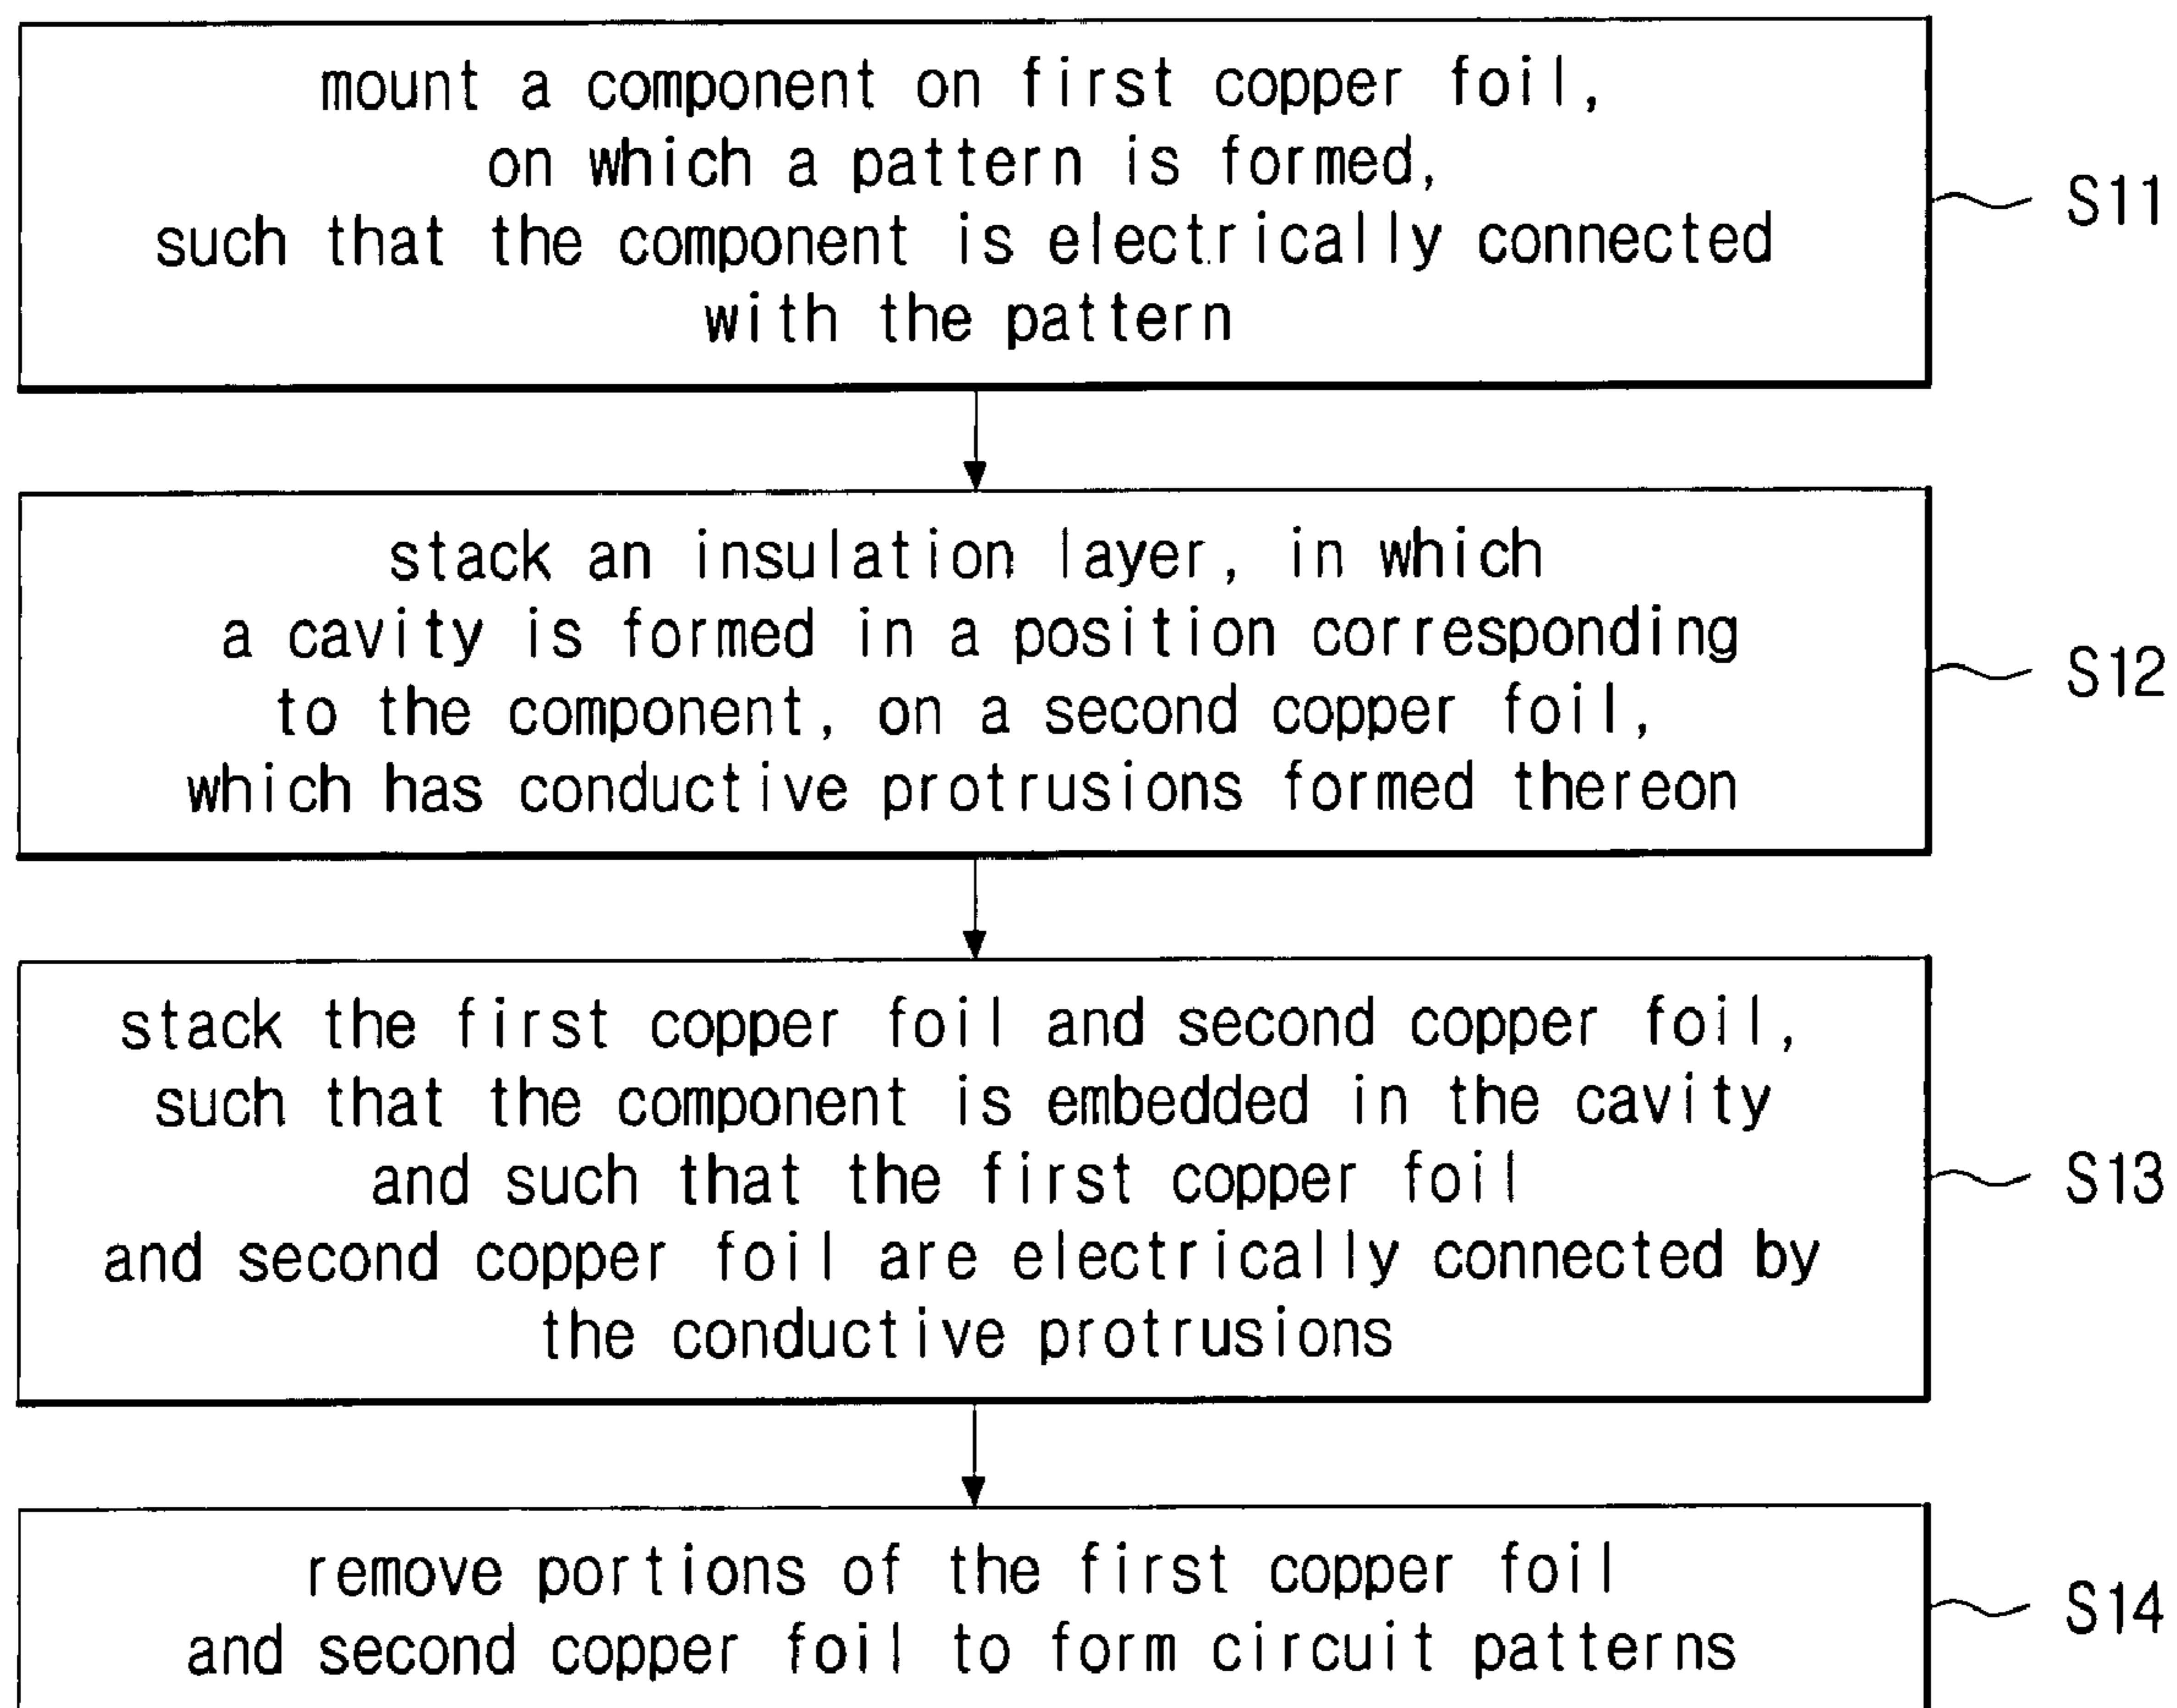 mount a component on first copper foil,
on which a pattern is formed,
such that the component is electrically connected
with the pattern
S11
stack an insulation layer, in which
a cavity is formed in a position corresponding
to the component, on a second copper foil,
which has conductive protrusions formed thereon
S12
stack the first copper foil and second copper foil,
such that the component is embedded in the cavity
and such that the first copper foil
and second copper foil are electrically connected by
the conductive protrusions
S13
remove portions of the first copper foil
and second copper foil to form circuit patterns
S14